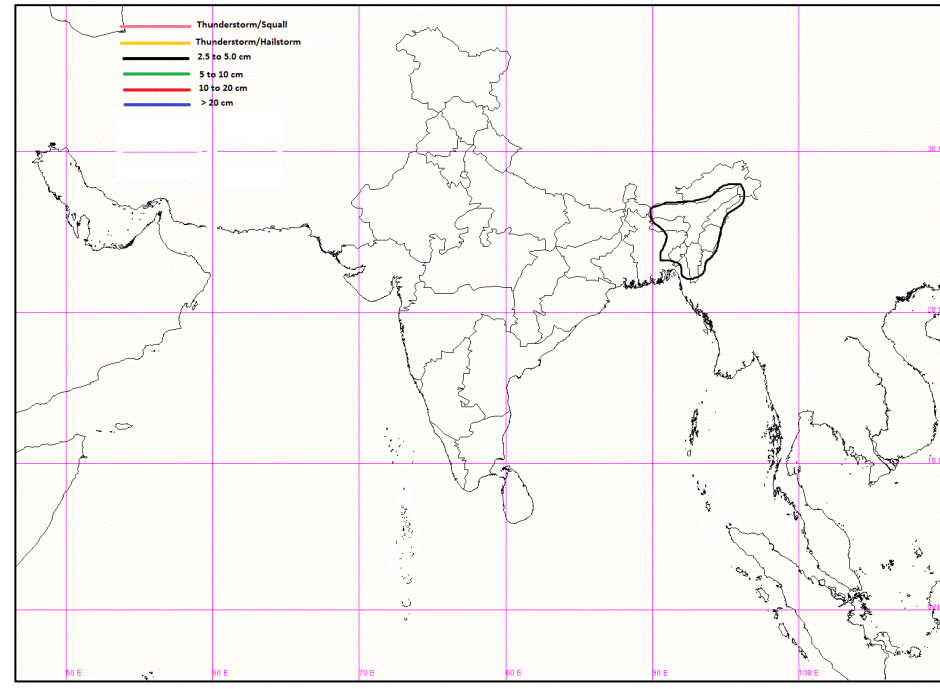 Thunderstorm/Squall
Thunderstorm/Hailstorm
2.5 to 5.0 cm
5 to 10 cm
10 to 20 cm
> 20 cm
30 N
20 N
10 N
50 E
60 E
70 E
80 E
90 E
100 E